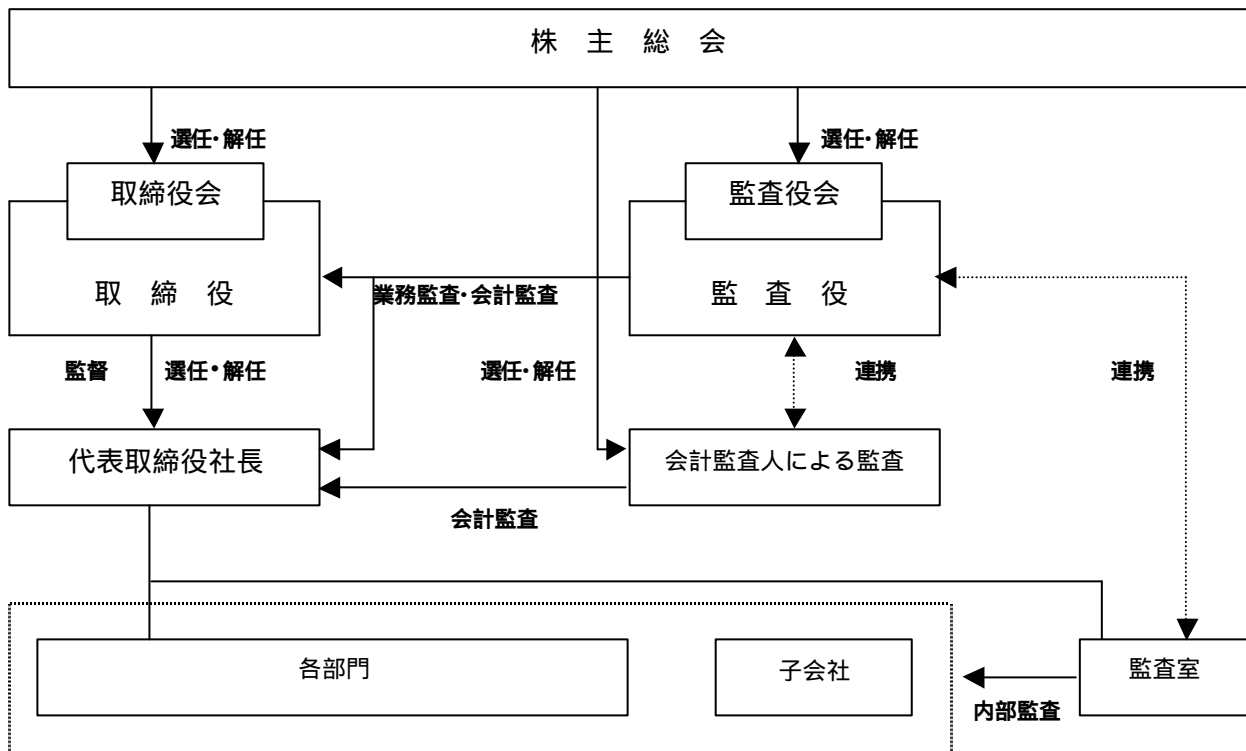 株 主 総 会
選任・解任
選任・解任
取締役会
監査役会
取 締 役
業務監査・会計監査
監 査 役
監督
選任・解任
選任・解任
連携
連携
代表取締役社長
会計監査人による監査
会計監査
各部門
子会社
監査室
内部監査